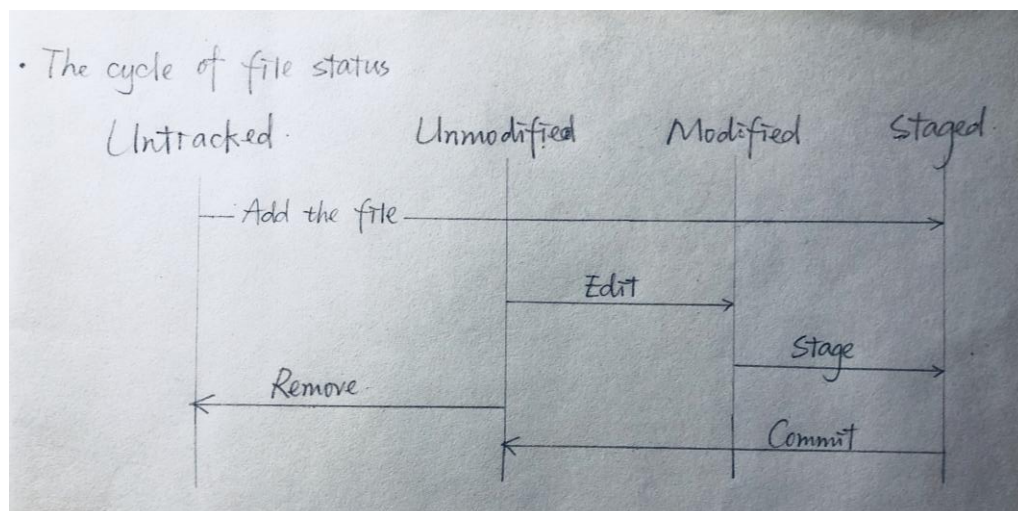 · The cycle of file status
Untracked. Unmodified Modified Staged.
Add the file
Edit
Stage
Remove.
Commit